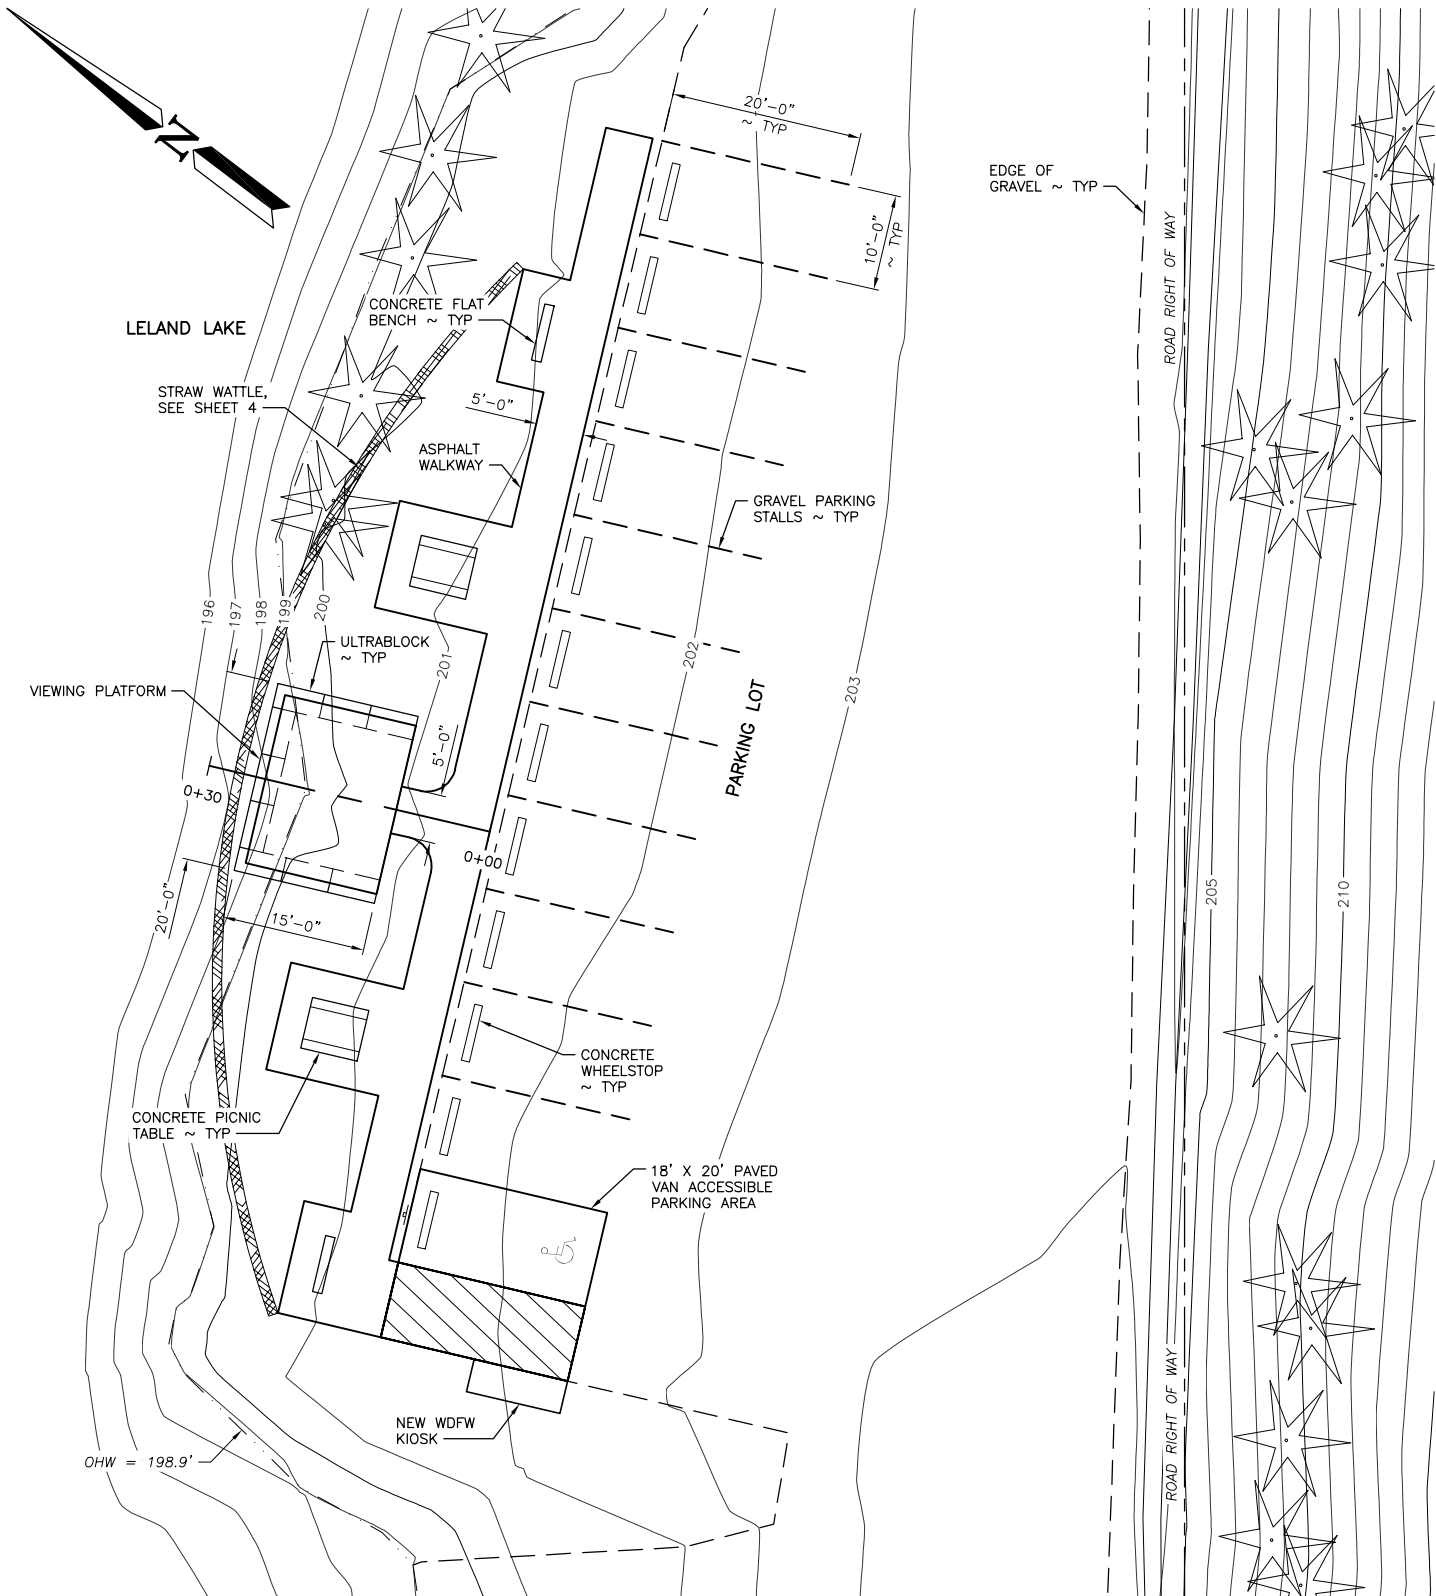 N
20'-0"
~ TYP
10'-0"
~ TYP
EDGE OF
GRAVEL ~ TYP
ROAD RIGHT OF WAY
LELAND LAKE
CONCRETE FLAT
BENCH ~ TYP
STRAW WATTLE,
SEE SHEET 4
5'-0"
ASPHALT
WALKWAY
GRAVEL PARKING
STALLS ~ TYP
196
197
198
199
200
201
202
203
ULTRABLOCK
~ TYP
VIEWING PLATFORM
PARKING LOT
5'-0"
0+30
0+00
20'-0"
15'-0"
205
210
CONCRETE
WHEELSTOP
~ TYP
CONCRETE PICNIC
TABLE ~ TYP
18' X 20' PAVED
VAN ACCESSIBLE
PARKING AREA
NEW WDFW
KIOSK
OHW = 198.9'
ROAD RIGHT OF WAY